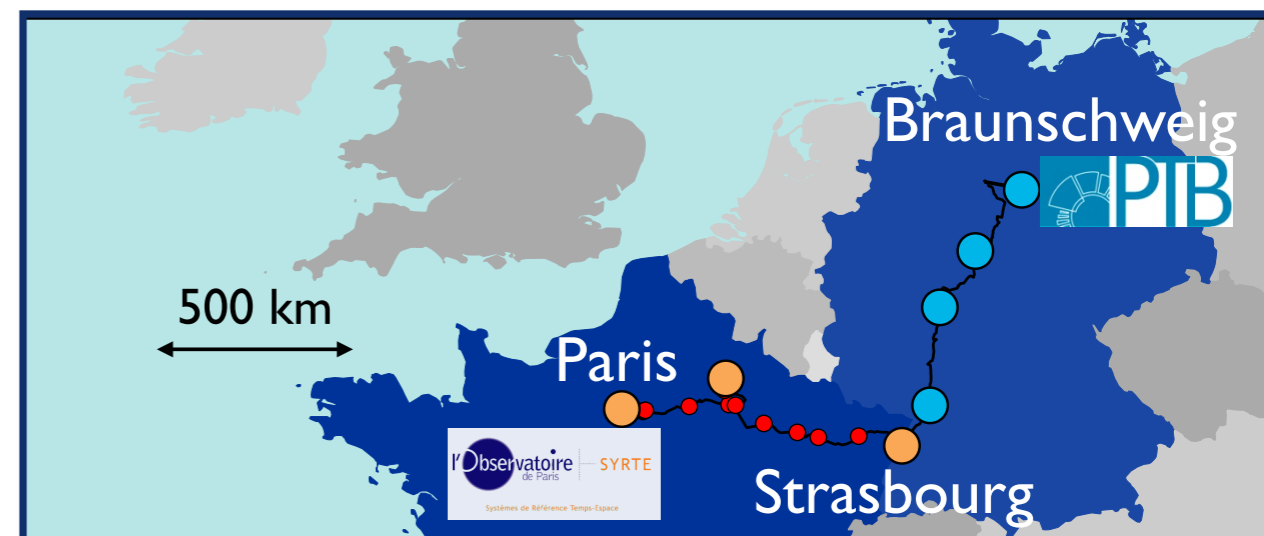 Braunschweig
PTB
500 km
Paris
l'Observatoire
de Paris
SYRTE
Systèmes de Référence Temps-Espace
Strasbourg